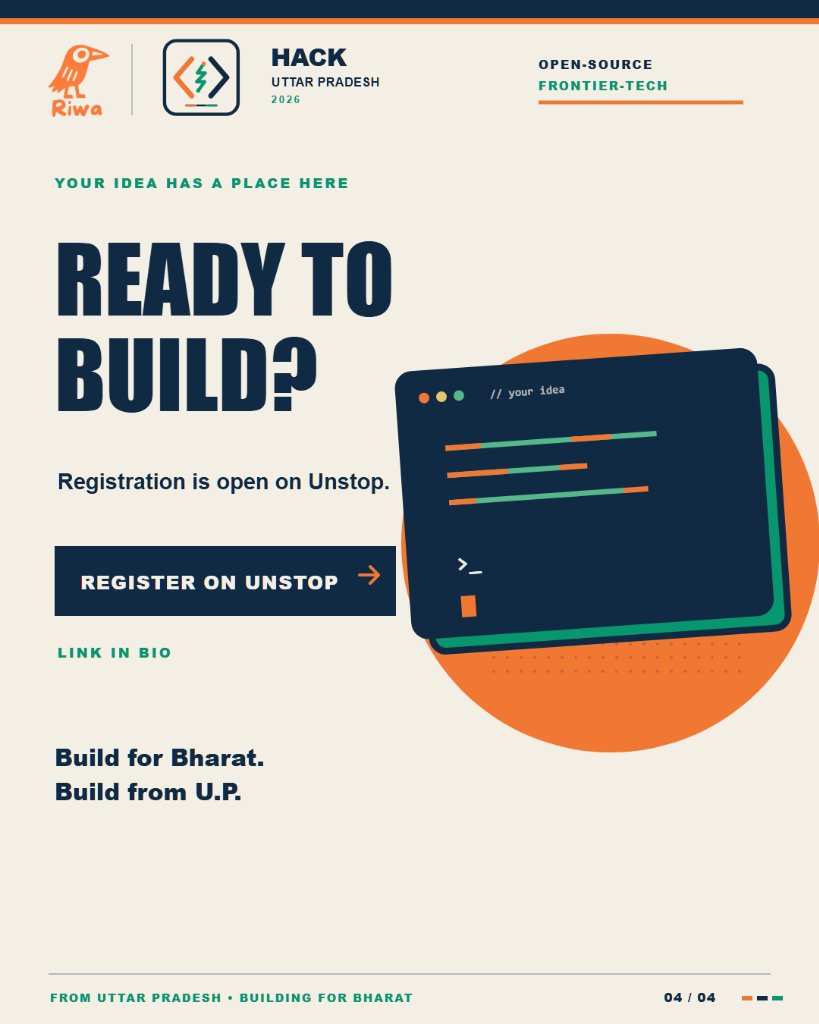 Riwa
HACK
UTTAR PRADESH
2026
OPEN-SOURCE
FRONTIER-TECH
YOUR IDEA HAS A PLACE HERE
READY TO
BUILD?
// your idea
Registration is open on Unstop.
>_
REGISTER ON UNSTOP →
LINK IN BIO
Build for Bharat.
Build from U.P.
FROM UTTAR PRADESH • BUILDING FOR BHARAT
04 / 04